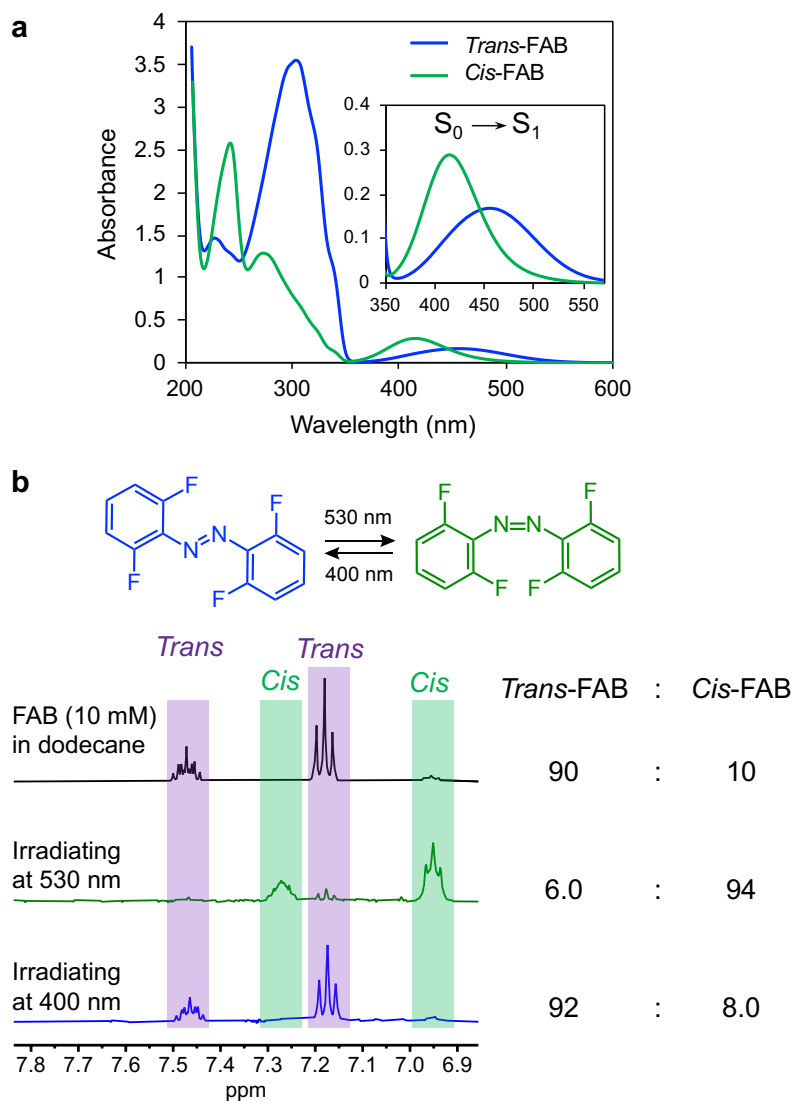 a
4
3.5
3
2.5
2
1.5
1
0.5
0
Absorbance
200 300 400 500 600
Wavelength (nm)
Trans-FAB
Cis-FAB
0.4
0.3
0.2
0.1
0
350 400 450 500 550
S0 → S1
b
F F F F N N
530 nm
400 nm
F F F F N=N
Trans Trans
Cis Cis
Trans-FAB : Cis-FAB
FAB (10 mM)
in dodecane
90 : 10
Irradiating
at 530 nm
6.0 : 94
Irradiating
at 400 nm
92 : 8.0
7.8 7.6 7.5 7.4 7.3 7.2 7.1 7.0 6.9
ppm